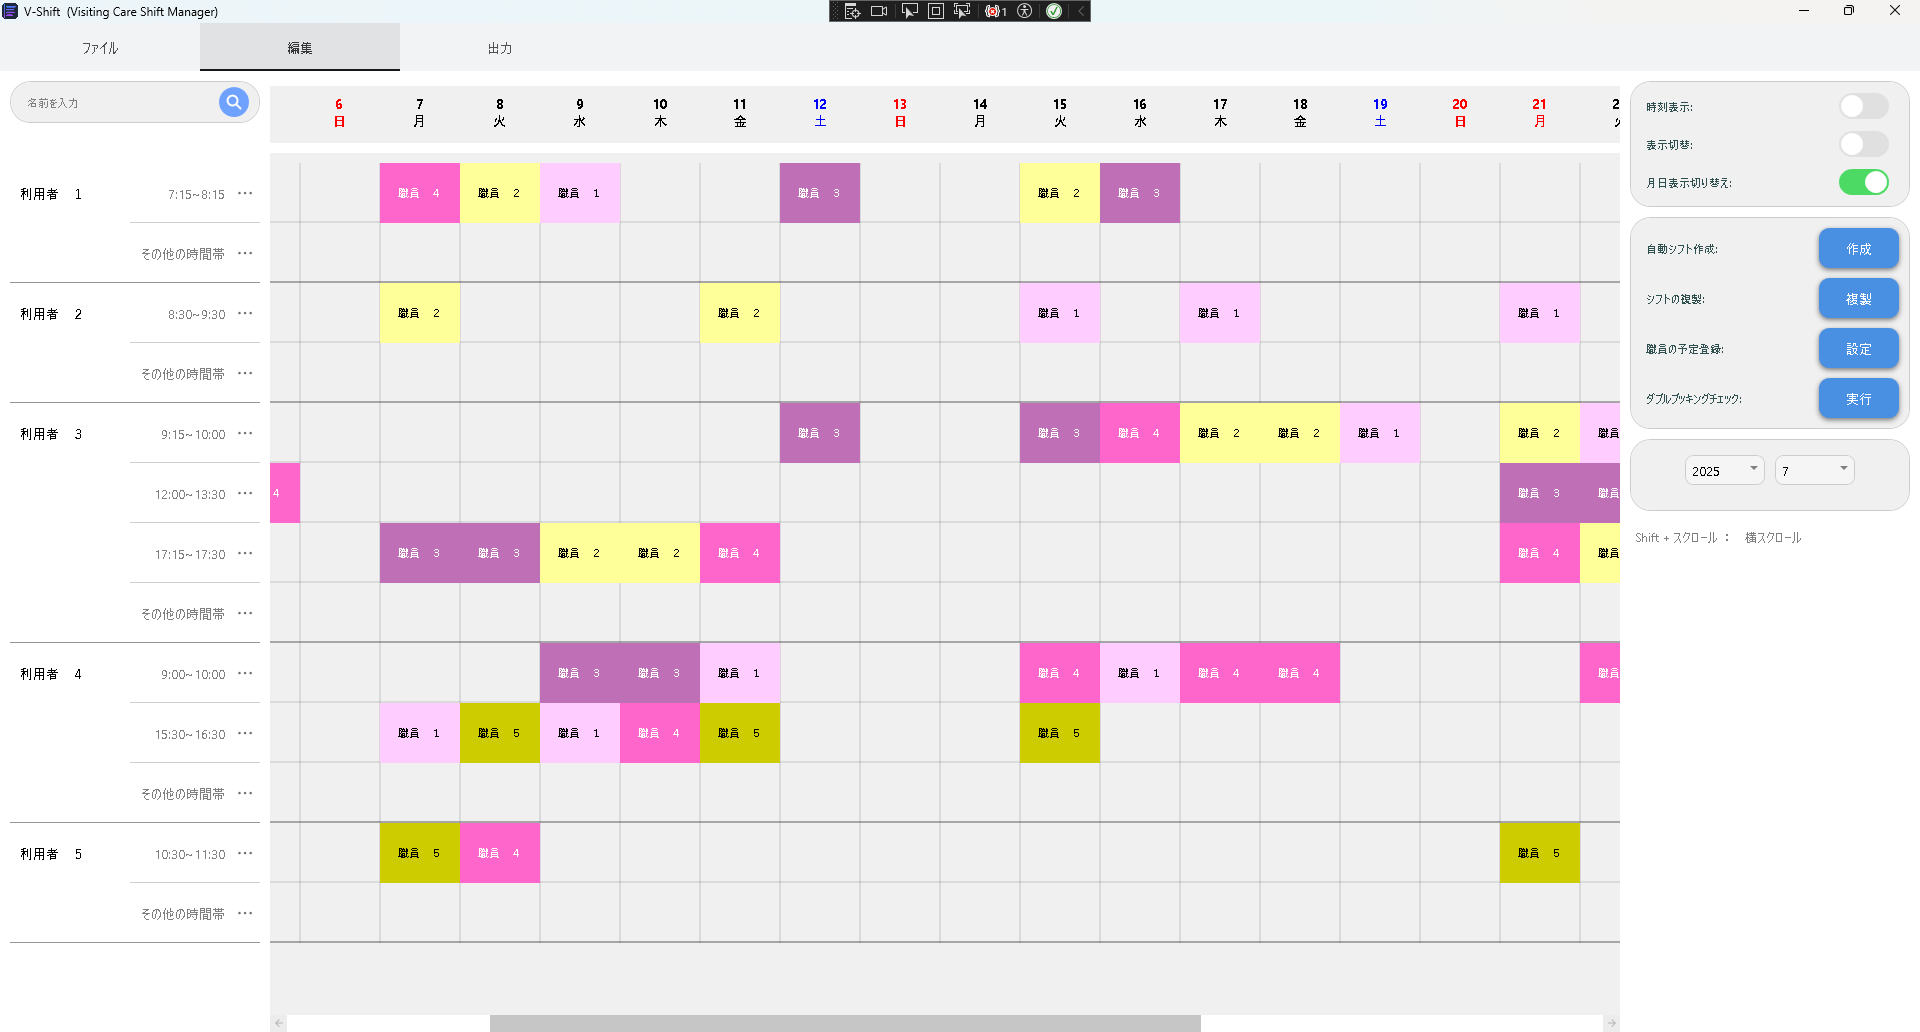 V-Shift (Visiting Care Shift Manager)
1
ファイル 編集 出力
名前を入力
6 7 8 9 10 11 12 13 14 15 16 17 18 19 20 21
日 月 火 水 木 金 土 日 月 火 水 木 金 土 日 月
時刻表示:
表示切替:
月日表示切り替え:
利用者 1 7:15~8:15 ··· 職員 4 職員 2 職員 1 職員 3 職員 2 職員 3
その他の時間帯 ···
自動シフト作成: 作成
シフトの複製: 複製
職員の予定登録: 設定
ダブルブッキングチェック: 実行
利用者 2 8:30~9:30 ··· 職員 2 職員 2 職員 1 職員 1 職員 1
その他の時間帯 ···
利用者 3 9:15~10:00 ··· 職員 3 職員 3 職員 4 職員 2 職員 2 職員 1 職員 2 職員
2025 7
12:00~13:30 ··· 4 職員 3 職員
Shift + スクロール : 横スクロール
17:15~17:30 ··· 職員 3 職員 3 職員 2 職員 2 職員 4 職員 4 職員
その他の時間帯 ···
利用者 4 9:00~10:00 ··· 職員 3 職員 3 職員 1 職員 4 職員 1 職員 4 職員 4 職員
15:30~16:30 ··· 職員 1 職員 5 職員 1 職員 4 職員 5 職員 5
その他の時間帯 ···
利用者 5 10:30~11:30 ··· 職員 5 職員 4 職員 5
その他の時間帯 ···